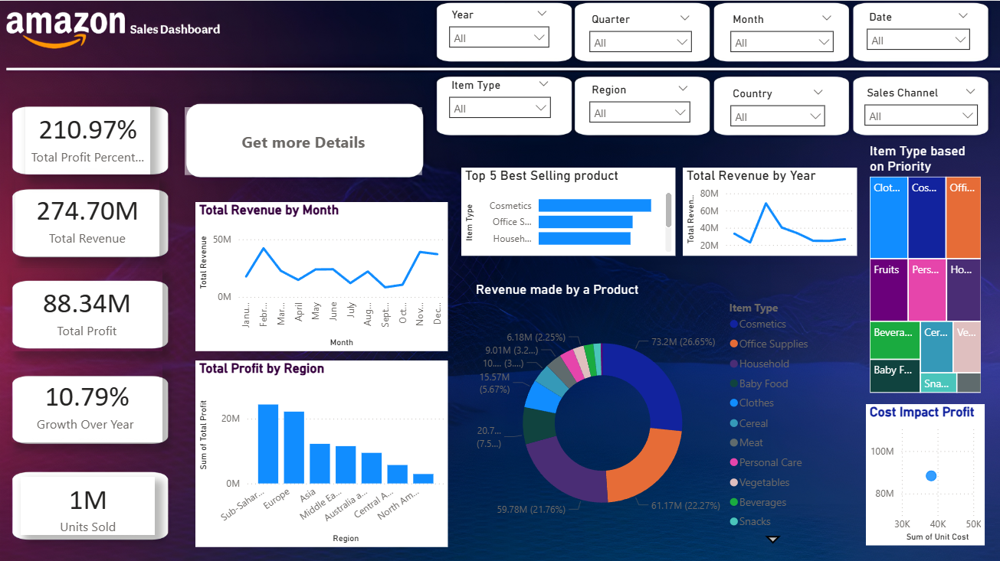 amazon Sales Dashboard
Year
All
Quarter
All
Month
All
Date
All
Item Type
All
Region
All
Country
All
Sales Channel
All
210.97%
Total Profit Percent...
274.70M
Total Revenue
88.34M
Total Profit
10.79%
Growth Over Year
1M
Units Sold
Get more Details
Total Revenue by Month
Total Revenue
50M
0M
Janu...
Febr...
Mar...
April
May
June
July
Aug...
Sept...
Oct...
Nov...
Dec...
Month
Total Profit by Region
Sum of Total Profit
20M
0M
Sub-Sahar...
Europe
Asia
Middle Ea...
Australia a...
Central A...
North Am...
Region
Top 5 Best Selling product
Item Type
Cosmetics
Office S...
Househ...
Total Revenue by Year
Total Reven...
80M
60M
40M
20M
Revenue made by a Product
73.2M (26.65%)
61.17M (22.27%)
59.78M (21.76%)
20.7...
(7.5...)
15.57M
(5.67%)
10.... (3....)
9.01M (3.2...)
6.18M (2.25%)
Item Type
Cosmetics
Office Supplies
Household
Baby Food
Clothes
Cereal
Meat
Personal Care
Vegetables
Beverages
Snacks
Item Type based
on Priority
Clot...
Cos...
Offi...
Fruits
Pers...
Ho...
Bevera...
Cer...
Ve...
Baby F...
Sna...
Cost Impact Profit
100M
80M
30K
40K
50K
Sum of Unit Cost